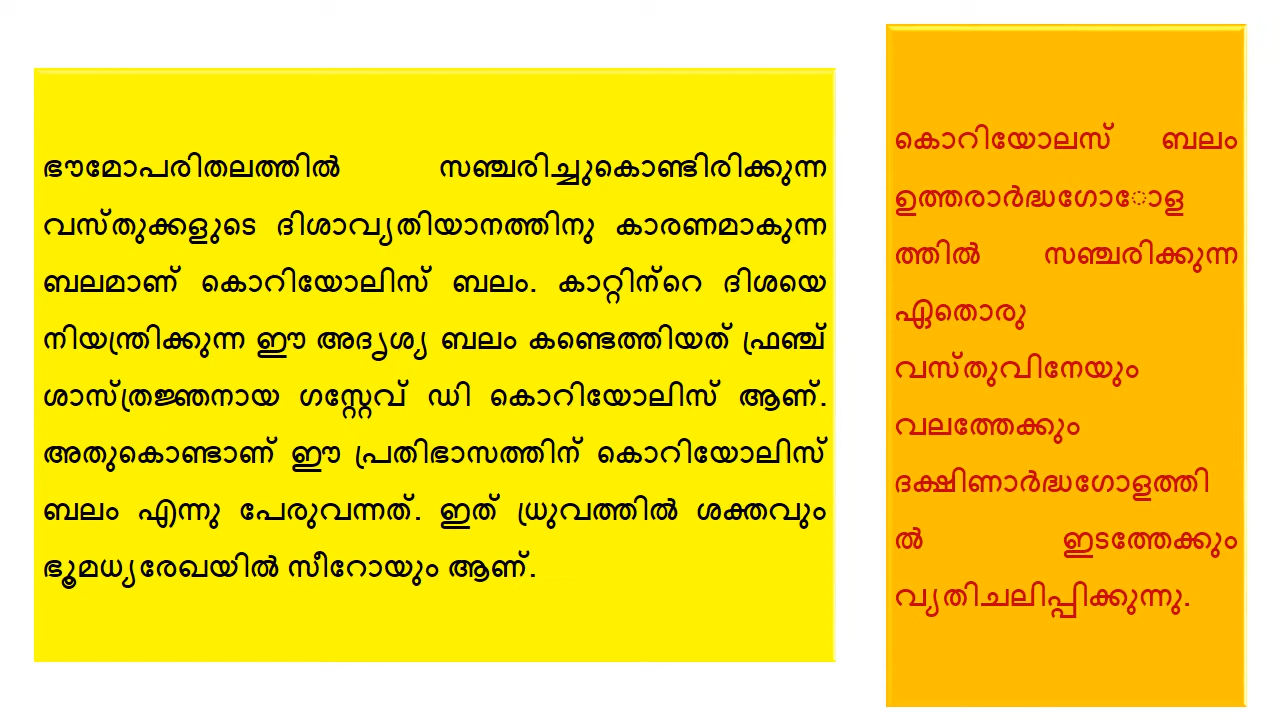 ഭൗമോപരിതലത്തിൽ സഞ്ചരിച്ചുകൊണ്ടിരിക്കുന്ന
വസ്തുക്കളുടെ ദിശാവ്യതിയാനത്തിനു കാരണമാകുന്ന
ബലമാണ് കൊറിയോലിസ് ബലം. കാറ്റിന്റെ ദിശയെ
നിയന്ത്രിക്കുന്ന ഈ അദൃശ്യ ബലം കണ്ടെത്തിയത് ഫ്രഞ്ച്
ശാസ്ത്രജ്ഞനായ ഗസ്റ്റേവ് ഡി കൊറിയോലിസ് ആണ്.
അതുകൊണ്ടാണ് ഈ പ്രതിഭാസത്തിന് കൊറിയോലിസ്
ബലം എന്നു പേരുവന്നത്. ഇത് ധ്രുവത്തിൽ ശക്തവും
ഭൂമധ്യരേഖയിൽ സീറോയും ആണ്.
കൊറിയോലസ് ബലം
ഉത്തരാർദ്ധഗോോള
ത്തിൽ സഞ്ചരിക്കുന്ന
ഏതൊരു
വസ്തുവിനേയും
വലത്തേക്കും
ദക്ഷിണാർദ്ധഗോളത്തി
ൽ ഇടത്തേക്കും
വ്യതിചലിപ്പിക്കുന്നു.